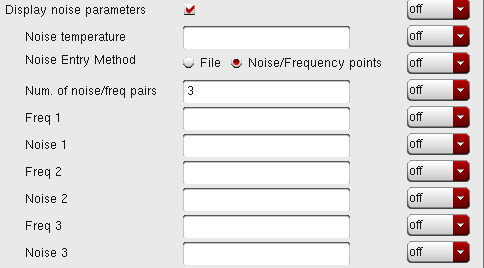 Display noise parameters off
Noise temperature off
Noise Entry Method File Noise/Frequency points off
Num. of noise/freq pairs 3 off
Freq 1 off
Noise 1 off
Freq 2 off
Noise 2 off
Freq 3 off
Noise 3 off